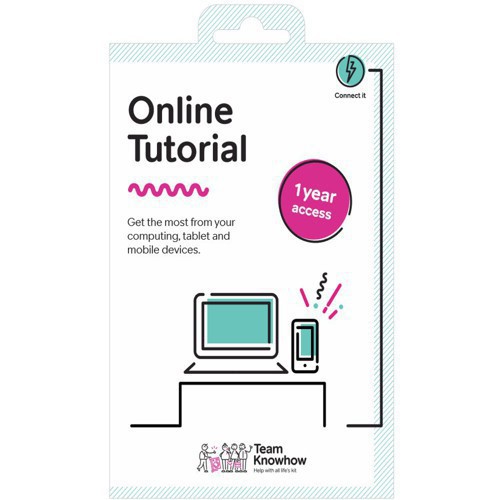 Connect it
Online
Tutorial
1 year
access
Get the most from your
computing, tablet and
mobile devices.
Team
Knowhow
Help with all life's kit.